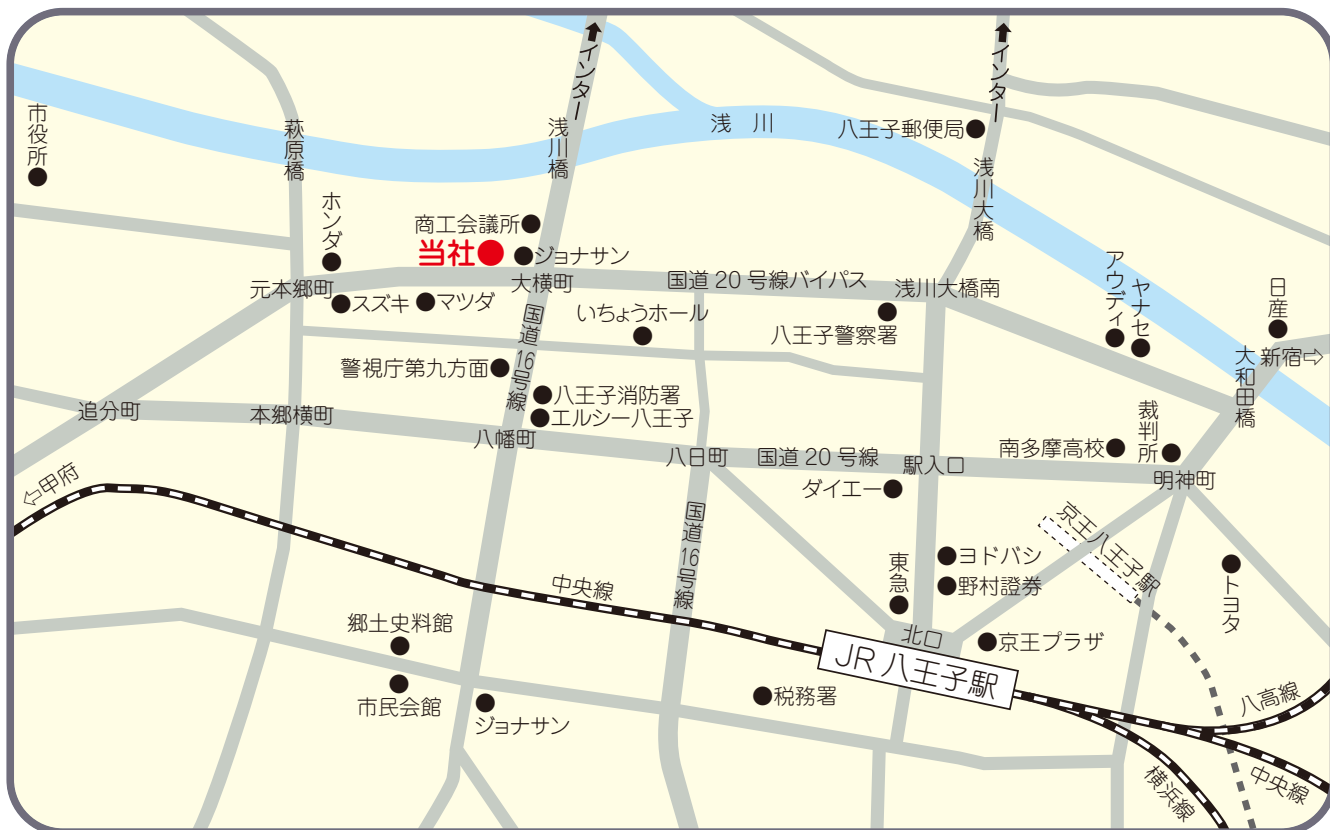 インター
インター
市役所
萩原橋
浅川橋
浅　川
八王子郵便局
浅川大橋
ホンダ
商工会議所
当社
ジョナサン
元本郷町
スズキ
マツダ
大横町
国道20号線バイパス
浅川大橋南
アウディ
ヤナセ
日産
いちょうホール
八王子警察署
国道16号線
大和田橋
新宿⇨
警視庁第九方面
八王子消防署
エルシー八王子
追分町
本郷横町
八幡町
八日町
国道20号線
駅入口
南多摩高校
裁判所
明神町
⇦甲府
ダイエー
国道16号線
京王八王子駅
ヨドバシ
野村證券
東急
トヨタ
中央線
郷土史料館
北口
京王プラザ
JR八王子駅
市民会館
ジョナサン
税務署
八高線
中央線
横浜線